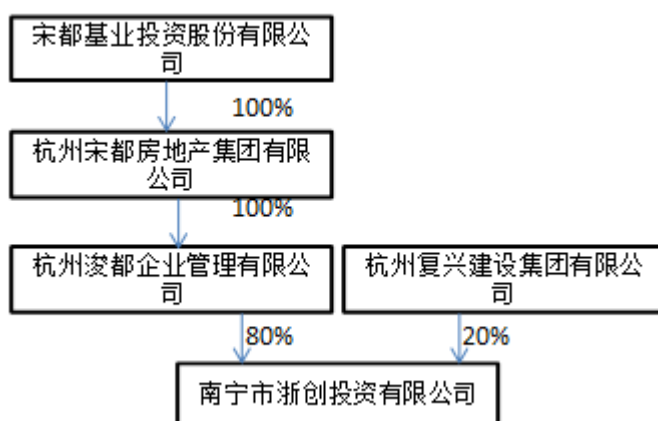 宋都基业投资股份有限公
司
100%
杭州宋都房地产集团有限
公司
100%
杭州浚都企业管理有限公
司
杭州复兴建设集团有限公
司
80%
20%
南宁市浙创投资有限公司